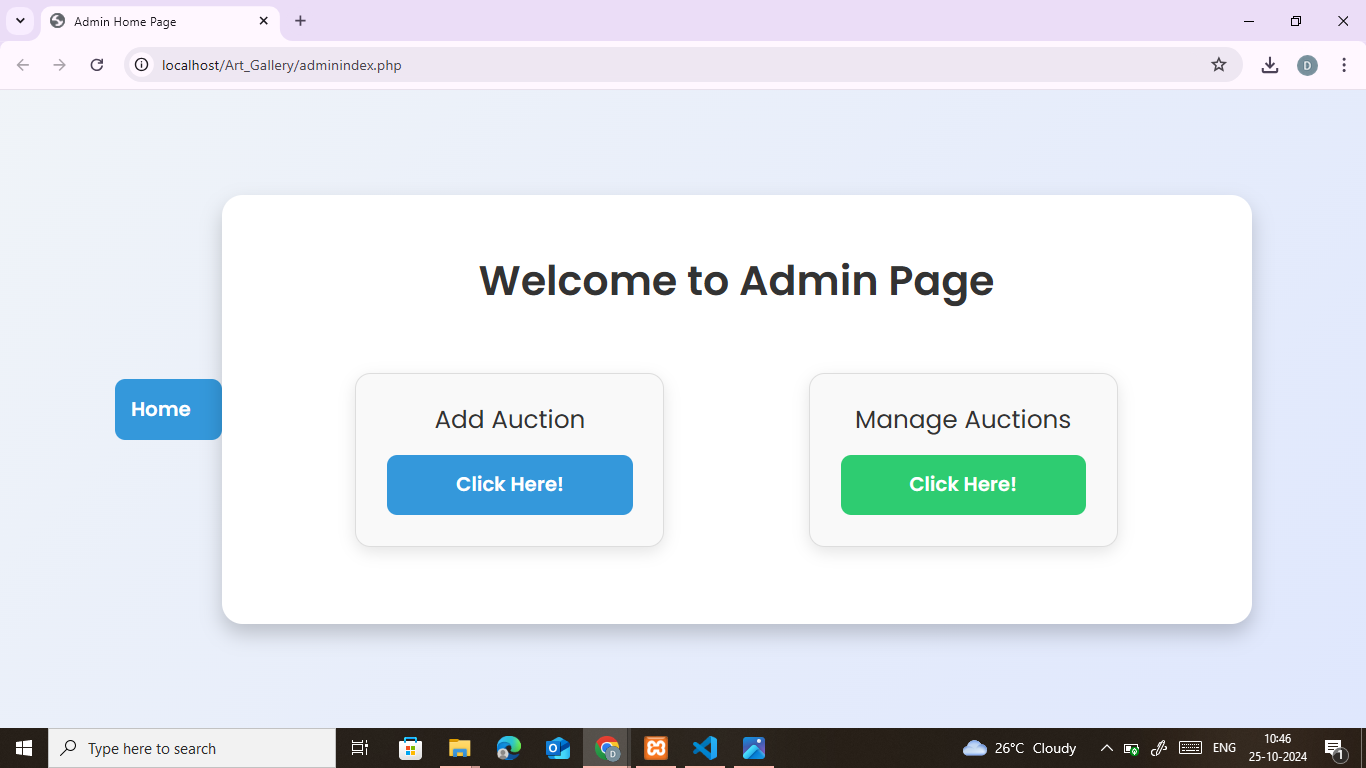 Admin Home Page
localhost/Art_Gallery/adminindex.php
D
Welcome to Admin Page
Home
Add Auction
Manage Auctions
Click Here!
Click Here!
Type here to search
D
26°C Cloudy
ENG
10:46
25-10-2024
1